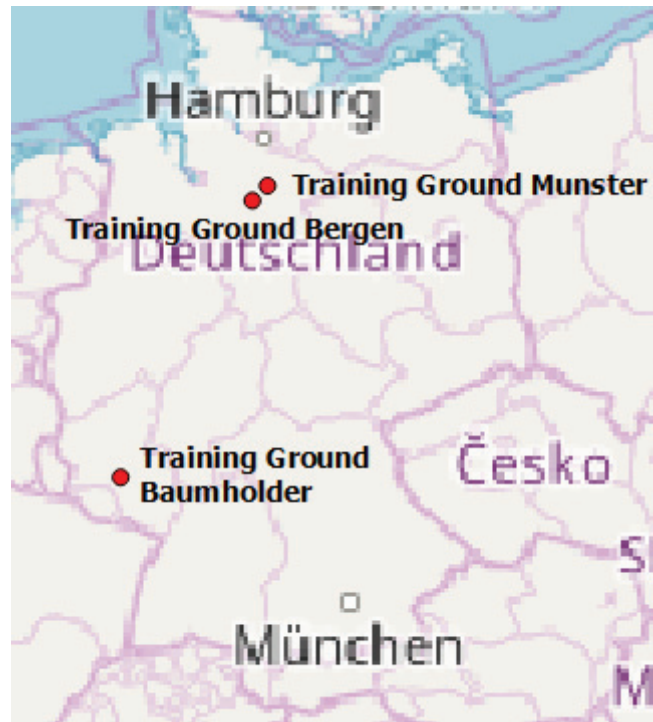 Hamburg
Training Ground Munster
Training Ground Bergen
Deutschland
Training Ground
Baumholder
Česko
München